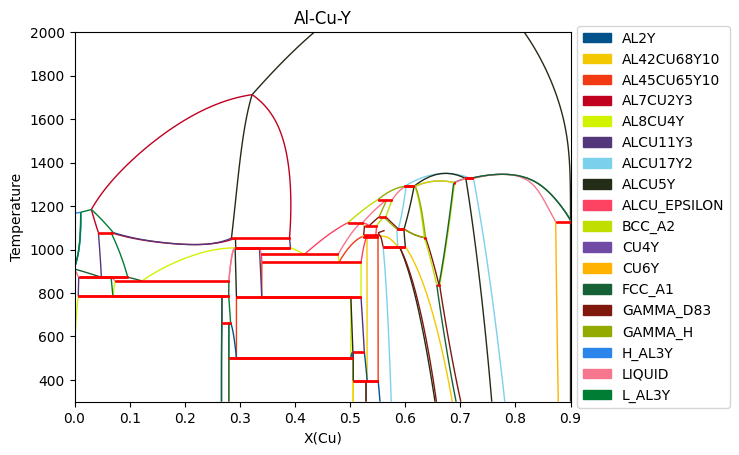 Al-Cu-Y
2000
1800
1600
1400
1200
1000
800
600
400
Temperature
0.0 0.1 0.2 0.3 0.4 0.5 0.6 0.7 0.8 0.9
X(Cu)
AL2Y
AL42CU68Y10
AL45CU65Y10
AL7CU2Y3
AL8CU4Y
ALCU11Y3
ALCU17Y2
ALCU5Y
ALCU_EPSILON
BCC_A2
CU4Y
CU6Y
FCC_A1
GAMMA_D83
GAMMA_H
H_AL3Y
LIQUID
L_AL3Y